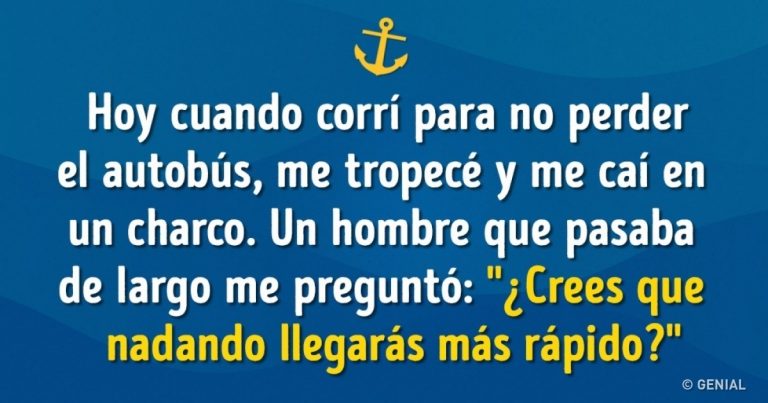 Hoy cuando corrí para no perder
el autobús, me tropecé y me caí en
un charco. Un hombre que pasaba
de largo me preguntó: "¿Crees que
nadando llegarás más rápido?"
© GENIAL